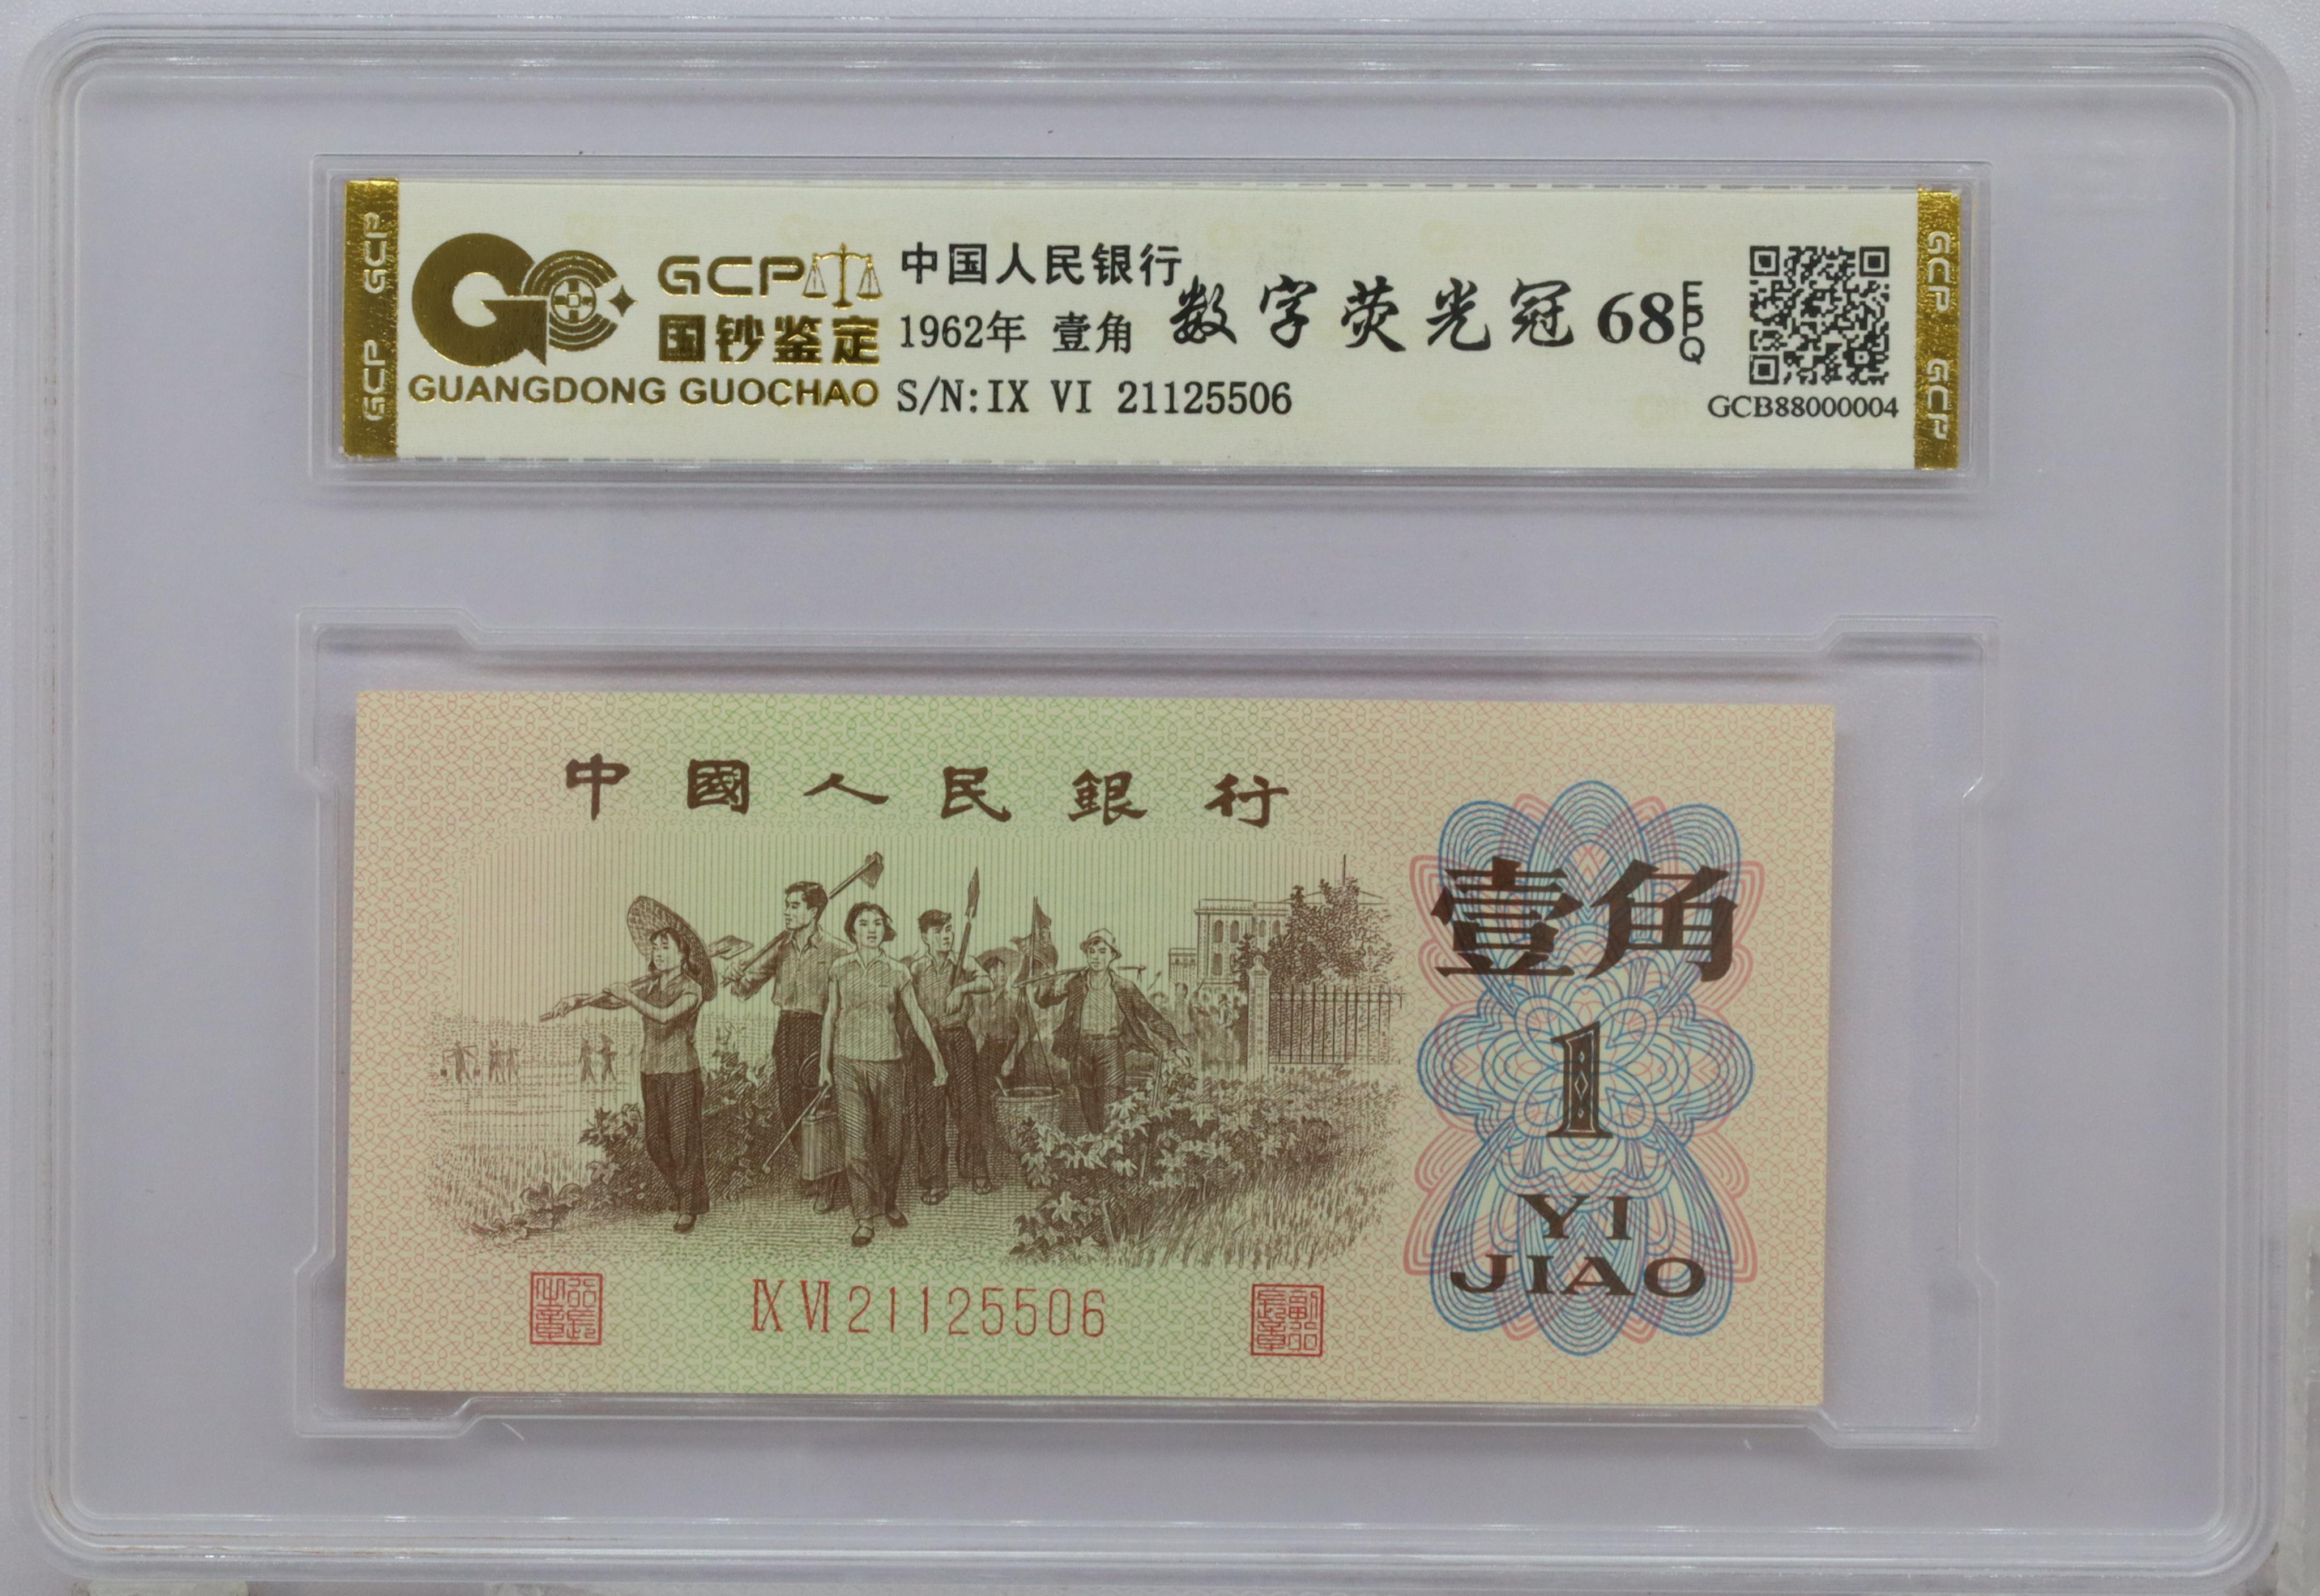 GCP GCP
GCP
国钞鉴定
GUANGDONG GUOCHAO
中国人民银行
1962年 壹角
S/N:IX VI 21125506
数字荧光冠 68 EPQ
GCB88000004
GCP GCP
中國人民銀行
壹角
1
YI
JIAO
IX VI 21125506